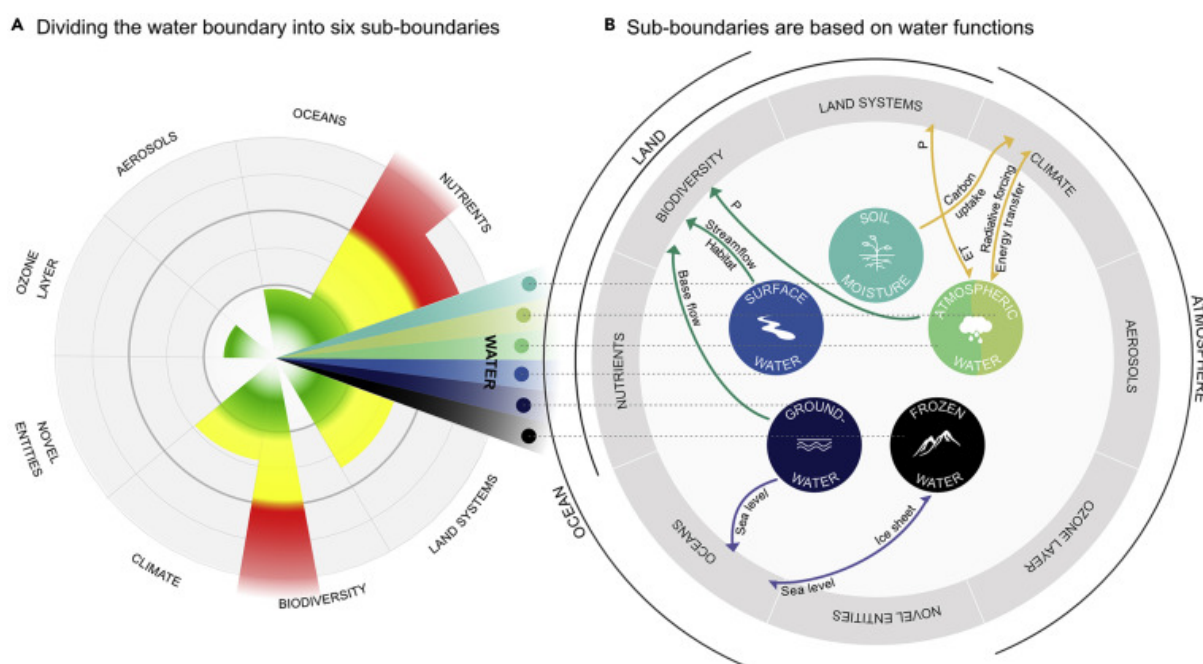 A Dividing the water boundary into six sub-boundaries
OCEANS
AEROSOLS
NUTRIENTS
OZONE
LAYER
WATER
NOVEL
ENTITIES
LAND SYSTEMS
CLIMATE
BIODIVERSITY
B Sub-boundaries are based on water functions
LAND
ATMOSPHERE
OCEAN
LAND SYSTEMS
CLIMATE
BIODIVERSITY
AEROSOLS
NUTRIENTS
OZONE LAYER
OCEANS
NOVEL ENTITIES
P
Carbon
uptake
Radiative forcing
Energy transfer
ET
P
Streamflow
Habitat
Base flow
SOIL
MOISTURE
SURFACE
WATER
ATMOSPHERIC
WATER
GROUND-
WATER
FROZEN
WATER
Sea level
Ice sheet
Sea level